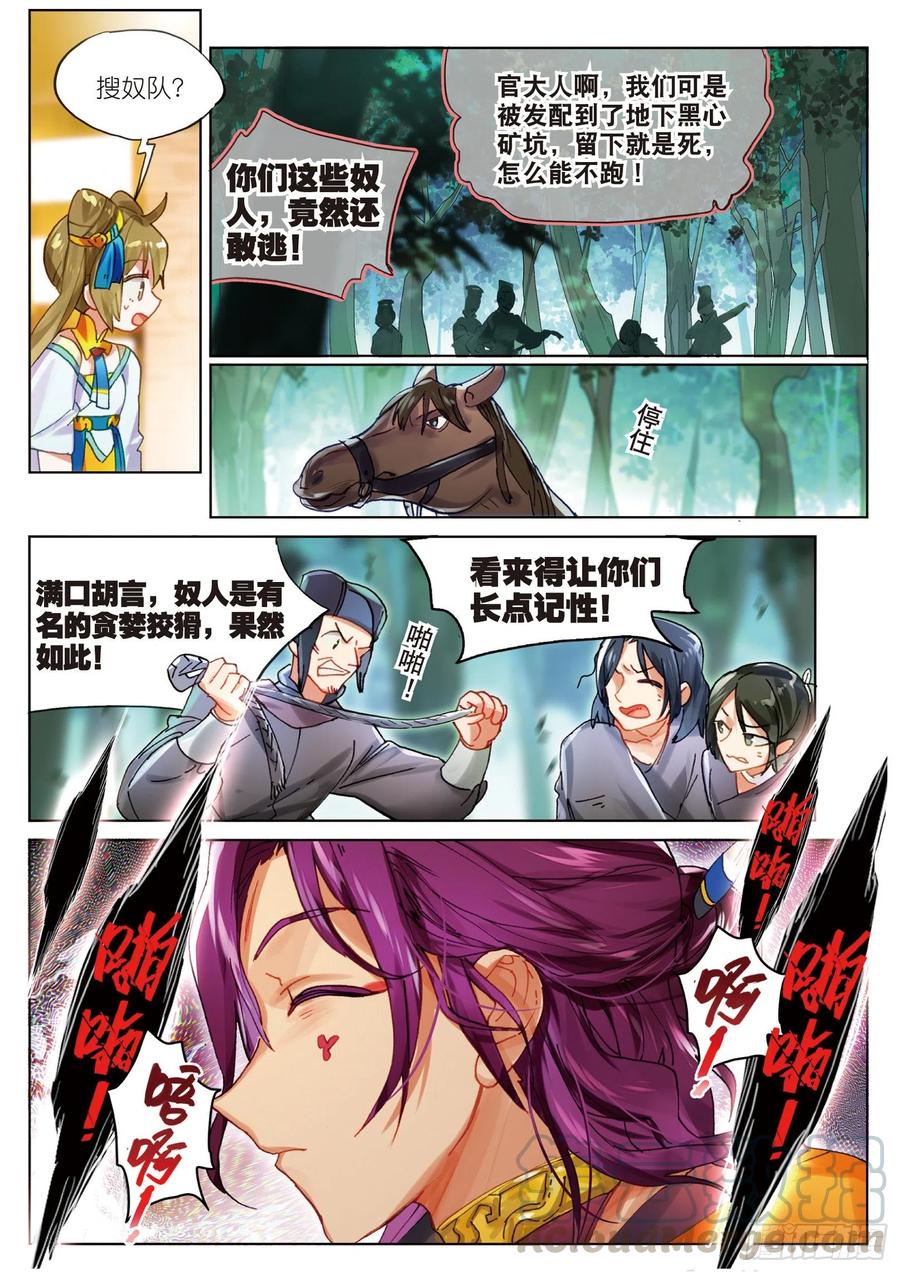 搜奴队?
官大人啊，我们可是
被发配到了地下黑心
矿坑，留下就是死，
怎么能不跑！
你们这些奴
人，竟然还
敢逃！
停住
满口胡言，奴人是有
名的贪婪狡猾，果然
如此！
啪啪！
看来得让你们
长点记性！
啪啪！
啪啪！
啪啪！
啊！
唔啊！